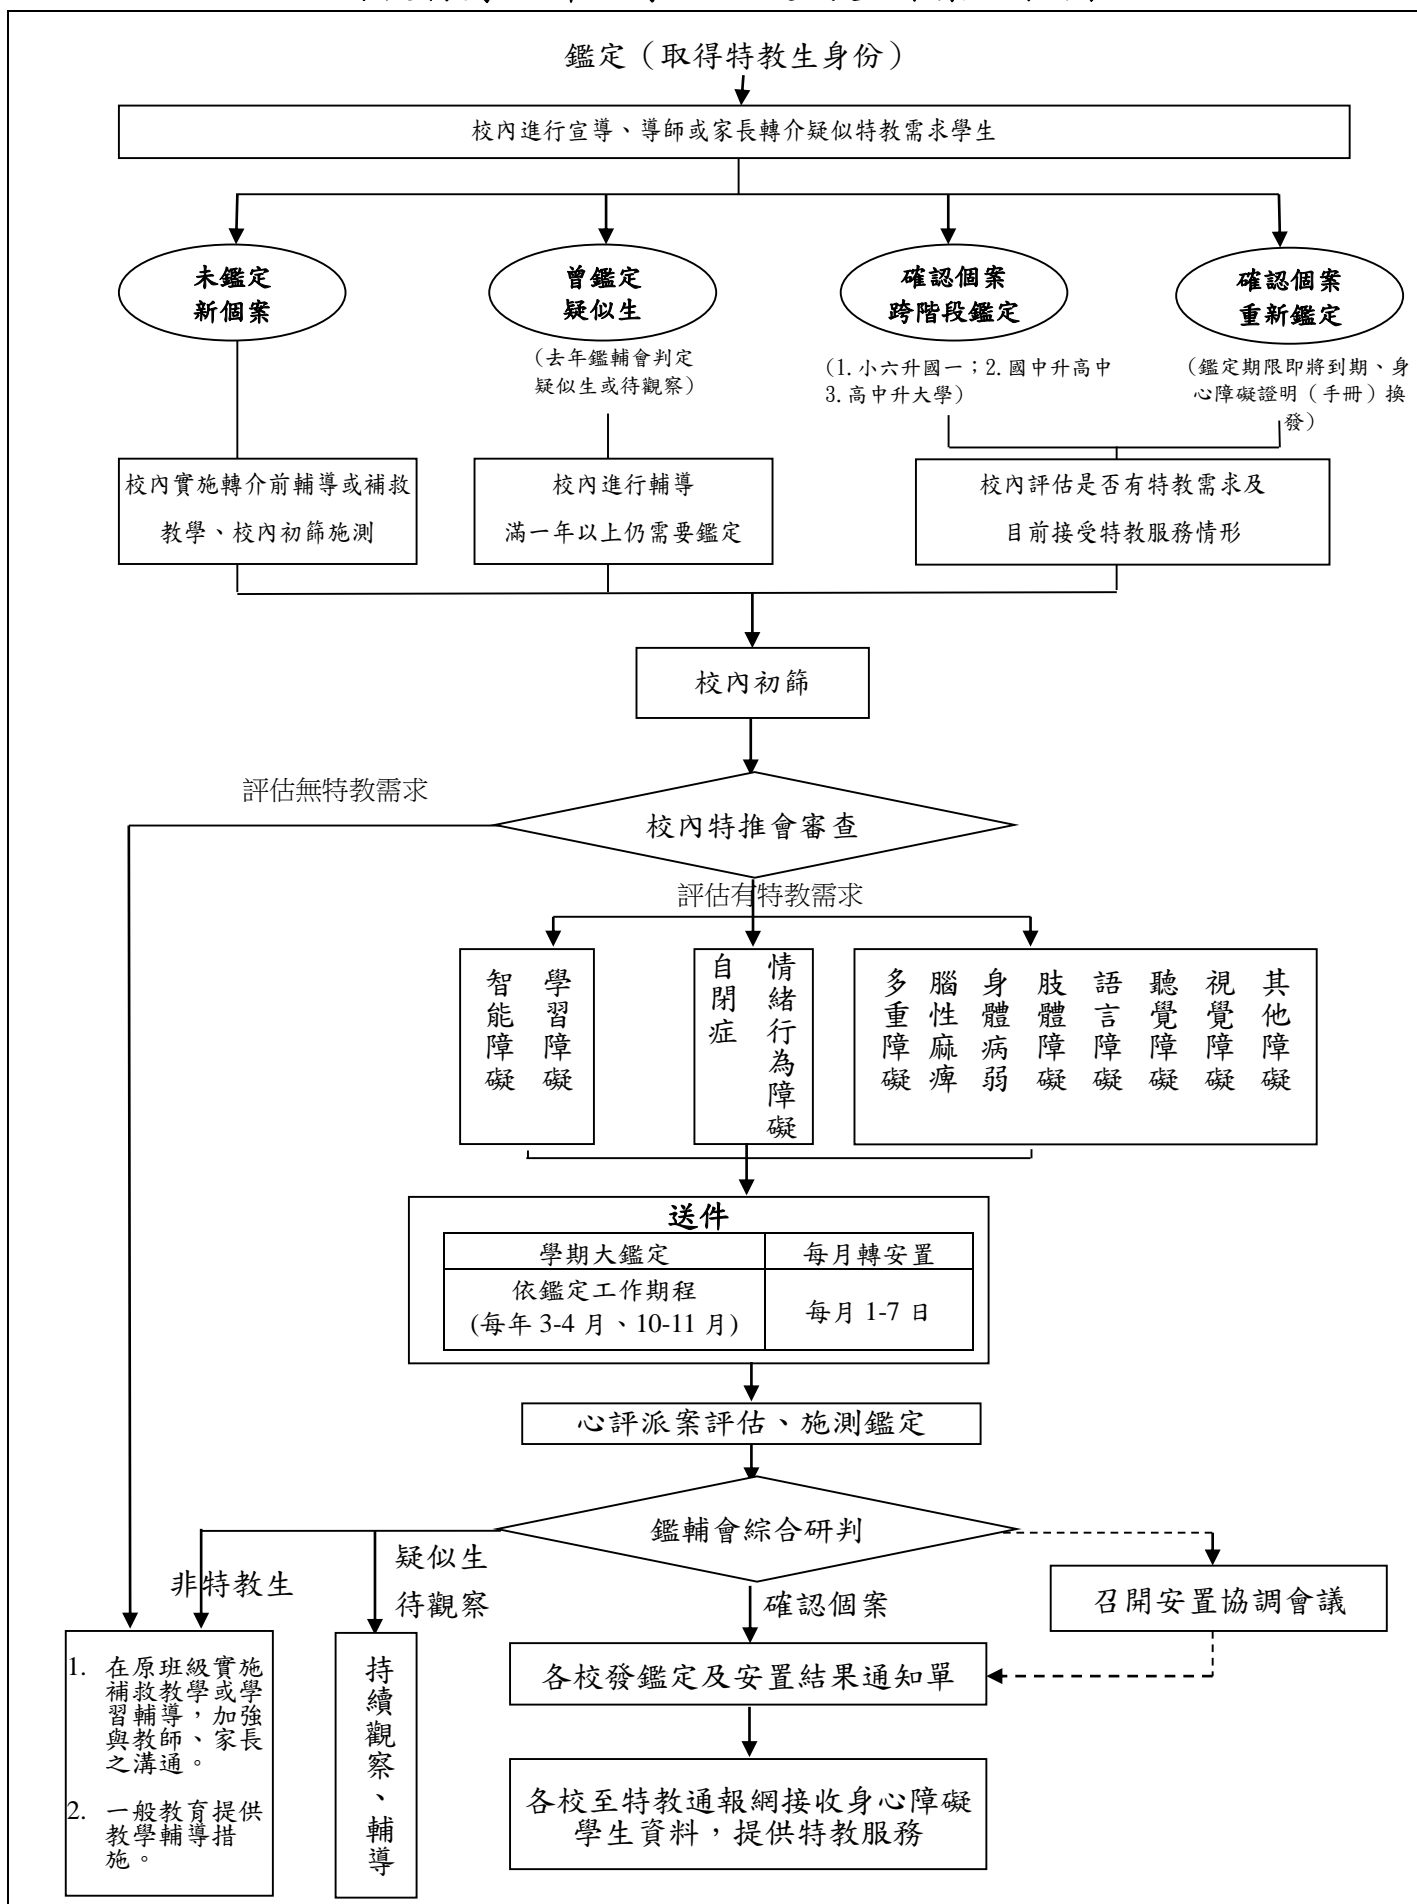 鑑定（取得特教生身份）
校內進行宣導、導師或家長轉介疑似特教需求學生
未鑑定
新個案
曾鑑定
疑似生
（去年鑑輔會判定
疑似生或待觀察）
確認個案
跨階段鑑定
（1.小六升國一；2.國中升高中
3.高中升大學）
確認個案
重新鑑定
（鑑定期限即將到期、身
心障礙證明（手冊）換
發）
校內實施轉介前輔導或補救
教學、校內初篩施測
校內進行輔導
滿一年以上仍需要鑑定
校內評估是否有特教需求及
目前接受特教服務情形
校內初篩
評估無特教需求
校內特推會審查
評估有特教需求
智能障礙
學習障礙
自閉症
情緒行為障礙
多重障礙
腦性麻痺
身體病弱
肢體障礙
語言障礙
聽覺障礙
視覺障礙
其他障礙
送件
學期大鑑定
每月轉安置
依鑑定工作期程
(每年 3-4 月、10-11 月)
每月 1-7 日
心評派案評估、施測鑑定
鑑輔會綜合研判
非特教生
疑似生
待觀察
確認個案
召開安置協調會議
1. 在原班級實施
補救教學或學
習輔導，加強
與教師、家長
之溝通。
2. 一般教育提供
教學輔導措
施。
持續觀察、輔導
各校發鑑定及安置結果通知單
各校至特教通報網接收身心障礙
學生資料，提供特教服務